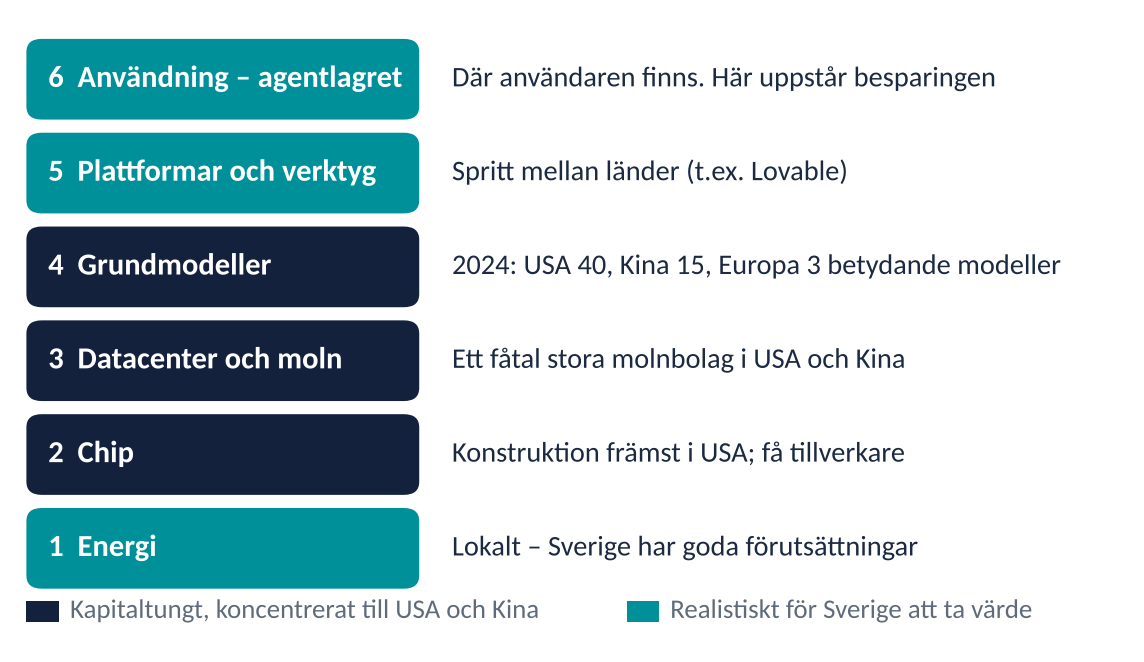 6 Användning – agentlagret
Där användaren finns. Här uppstår besparingen
5 Plattformar och verktyg
Spritt mellan länder (t.ex. Lovable)
4 Grundmodeller
2024: USA 40, Kina 15, Europa 3 betydande modeller
3 Datacenter och moln
Ett fåtal stora molnbolag i USA och Kina
2 Chip
Konstruktion främst i USA; få tillverkare
1 Energi
Lokalt – Sverige har goda förutsättningar
Kapitaltungt, koncentrerat till USA och Kina
Realistiskt för Sverige att ta värde